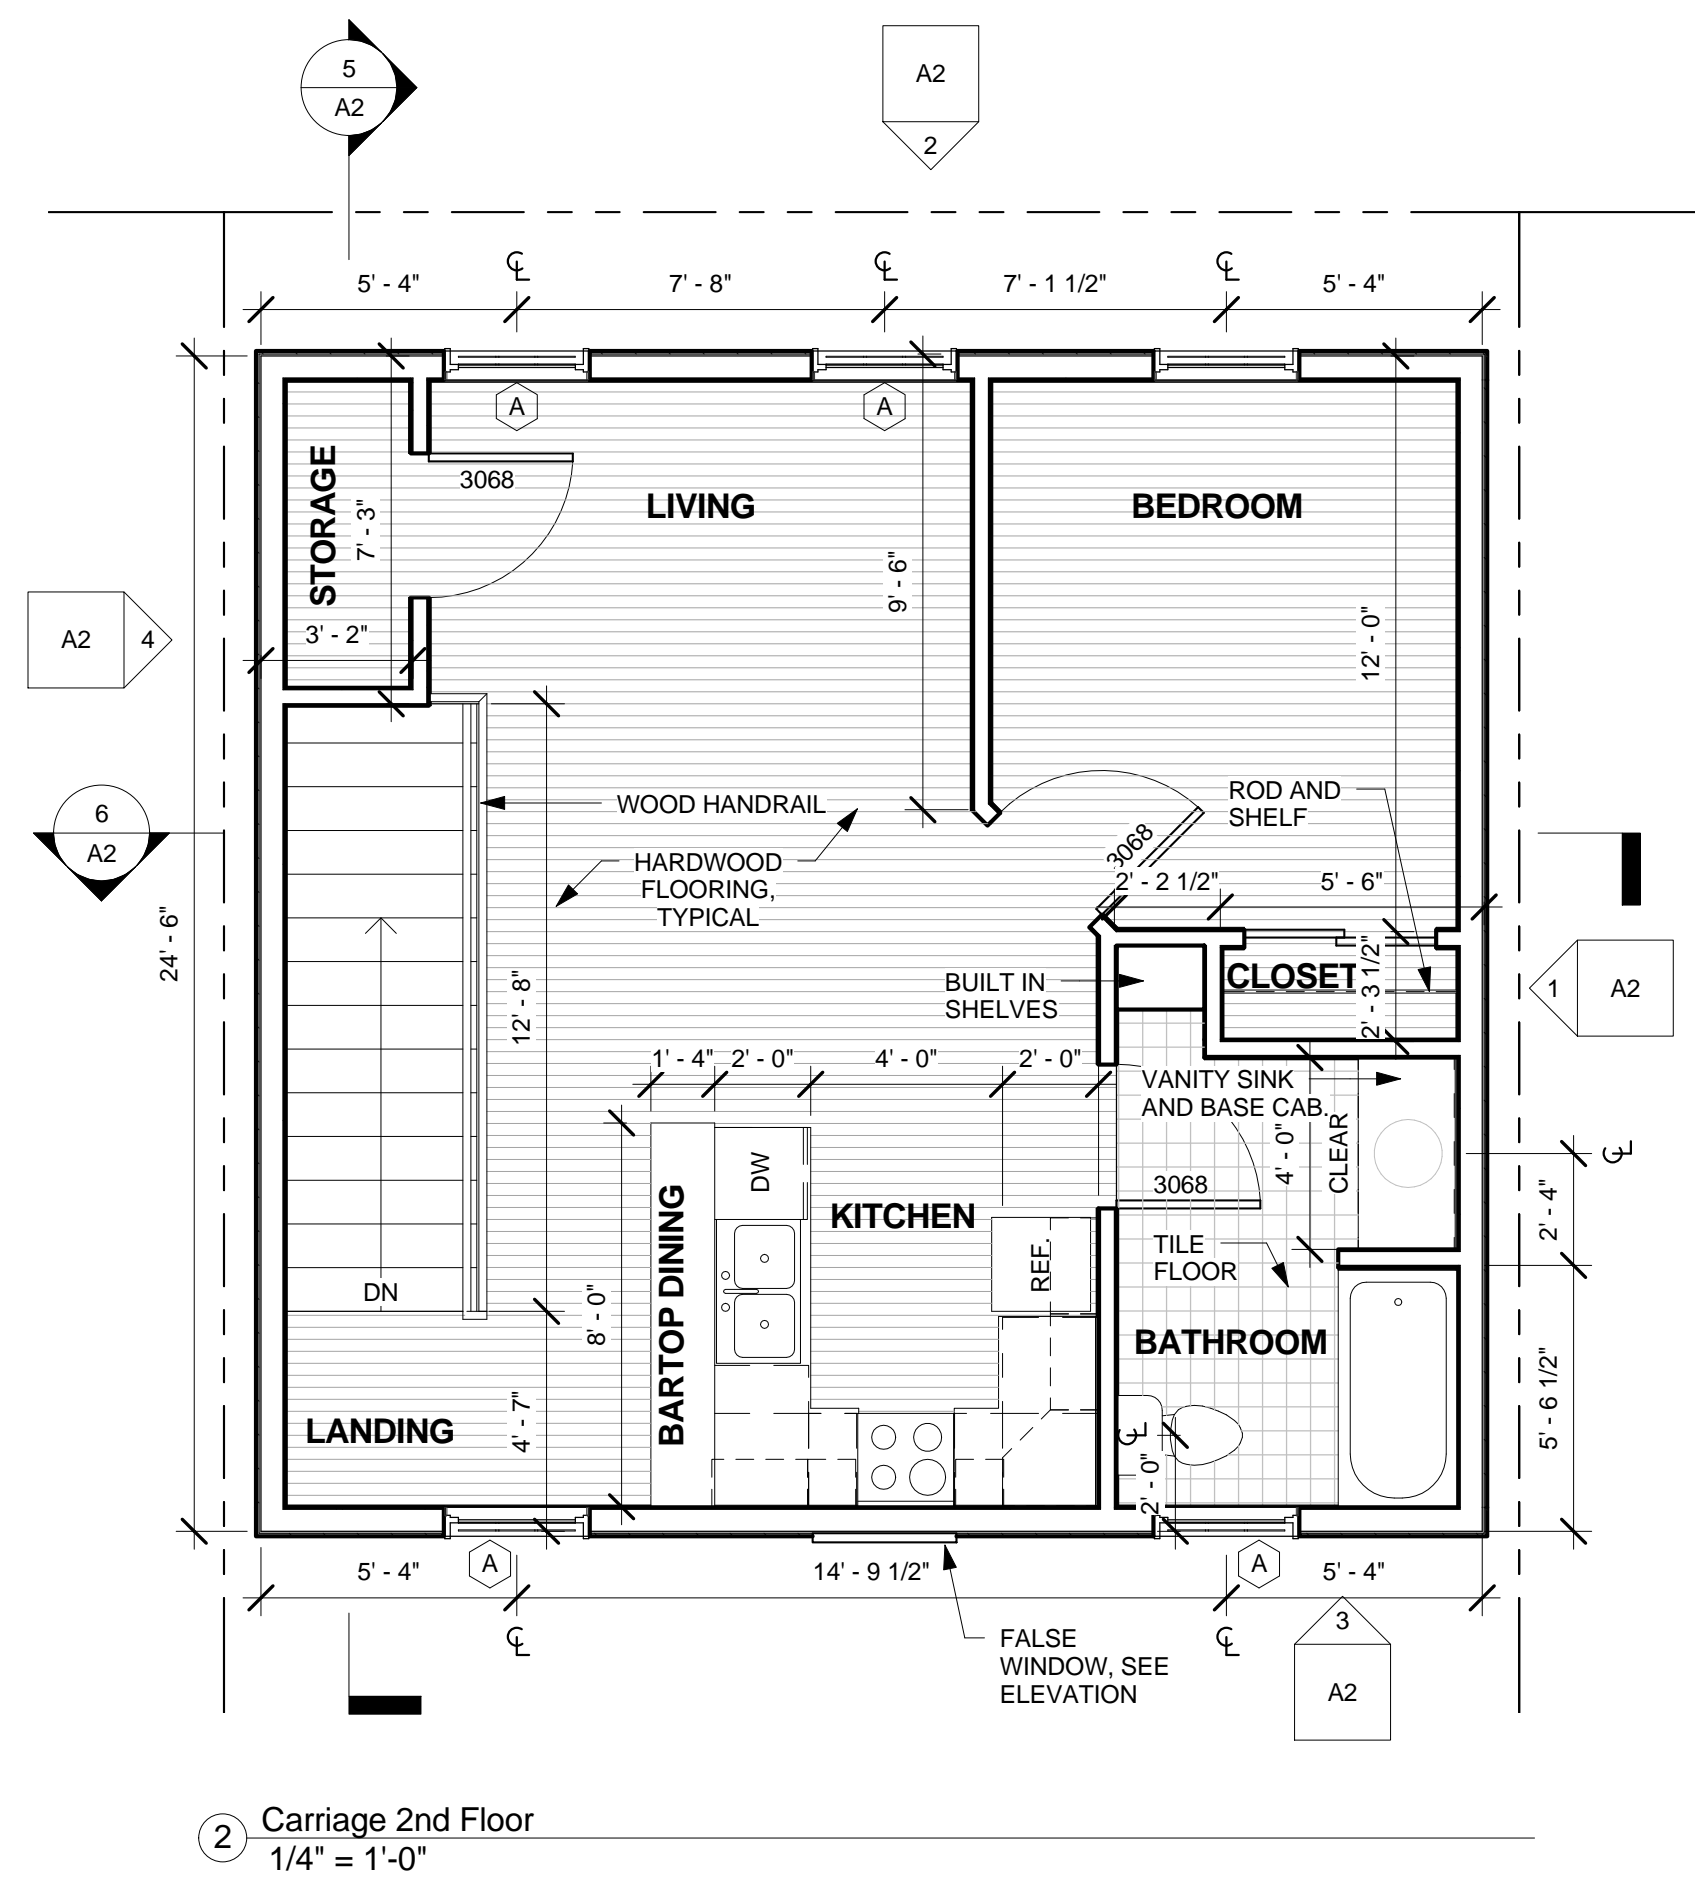 5
A2
A2
2
℄ ℄ ℄
5' - 4" 7' - 8" 7' - 1 1/2" 5' - 4"
A A
3068
STORAGE
7' - 3"
LIVING
BEDROOM
9' - 6"
12' - 0"
3' - 2"
A2 4
6
A2
24' - 6"
WOOD HANDRAIL
HARDWOOD
FLOORING,
TYPICAL
ROD AND
SHELF
3068
2' - 2 1/2" 5' - 6"
BUILT IN
SHELVES
CLOSET
2' - 3 1/2"
1 A2
12' - 8"
1' - 4" 2' - 0" 4' - 0" 2' - 0"
VANITY SINK
AND BASE CAB.
4' - 0"
CLEAR
℄
2' - 4"
3068
DW
KITCHEN
REF.
TILE
FLOOR
BARTOP DINING
8' - 0"
DN
BATHROOM
5' - 6 1/2"
LANDING
4' - 7"
℄
2' - 0"
A A
5' - 4" 14' - 9 1/2" 5' - 4"
℄ ℄
FALSE
WINDOW, SEE
ELEVATION
3
A2
2
Carriage 2nd Floor
1/4" = 1'-0"